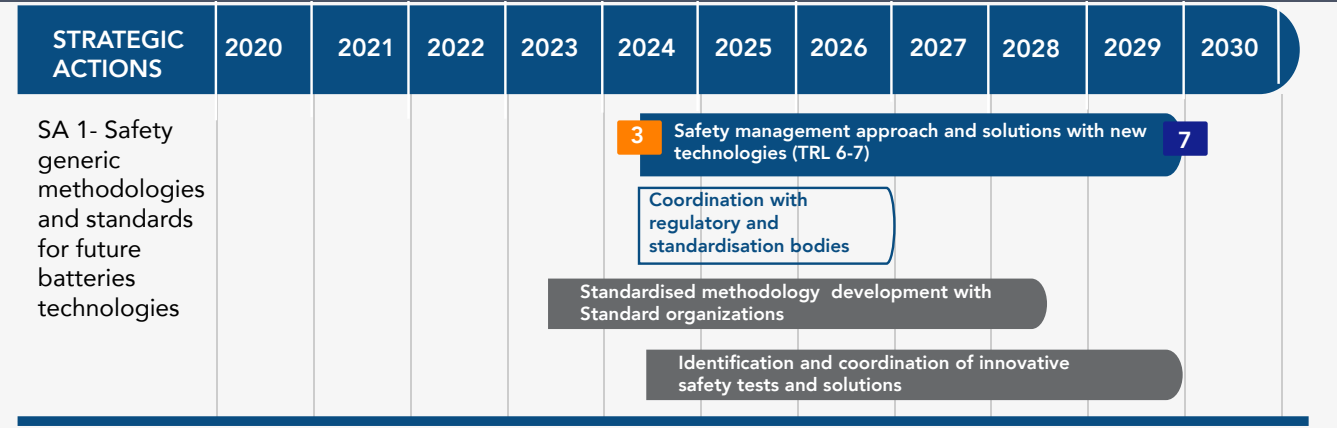 STRATEGIC
ACTIONS
2020
2021
2022
2023
2024
2025
2026
2027
2028
2029
2030
SA 1- Safety
generic
methodologies
and standards
for future
batteries
technologies
3
Safety management approach and solutions with new
technologies (TRL 6-7)
7
Coordination with
regulatory and
standardisation bodies
Standardised methodology development with
Standard organizations
Identification and coordination of innovative
safety tests and solutions